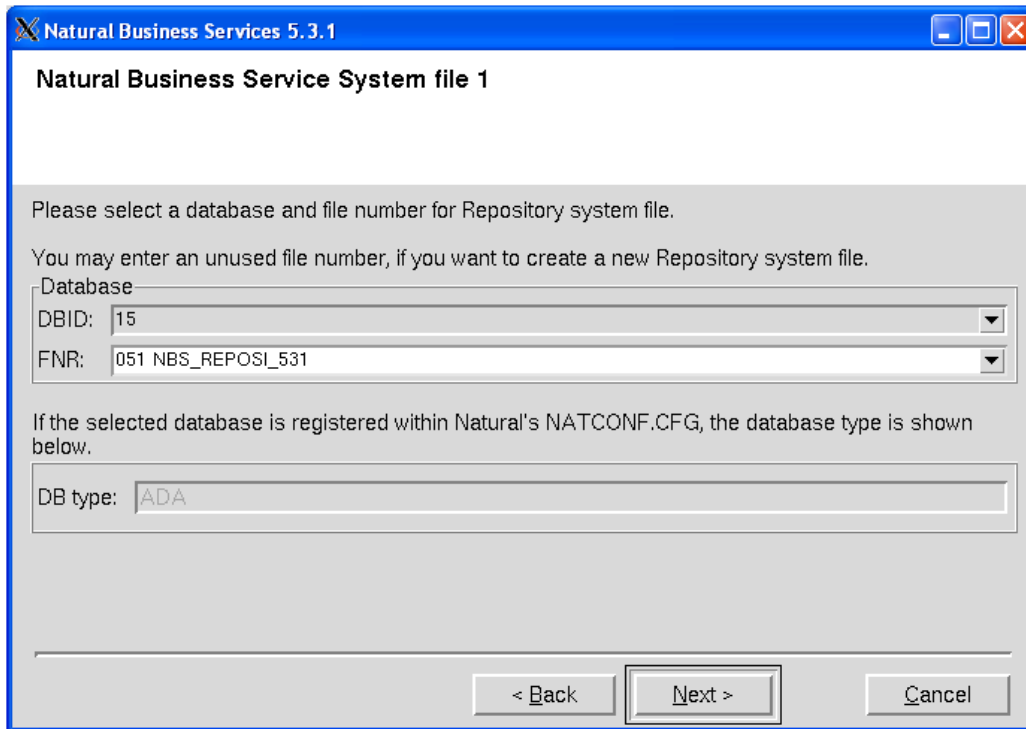 Natural Business Services 5.3.1
Natural Business Service System file 1
Please select a database and file number for Repository system file.
You may enter an unused file number, if you want to create a new Repository system file.
Database
DBID: 15
FNR: 051 NBS_REPOSI_531
If the selected database is registered within Natural's NATCONF.CFG, the database type is shown
below.
DB type: ADA
< Back Next > Cancel